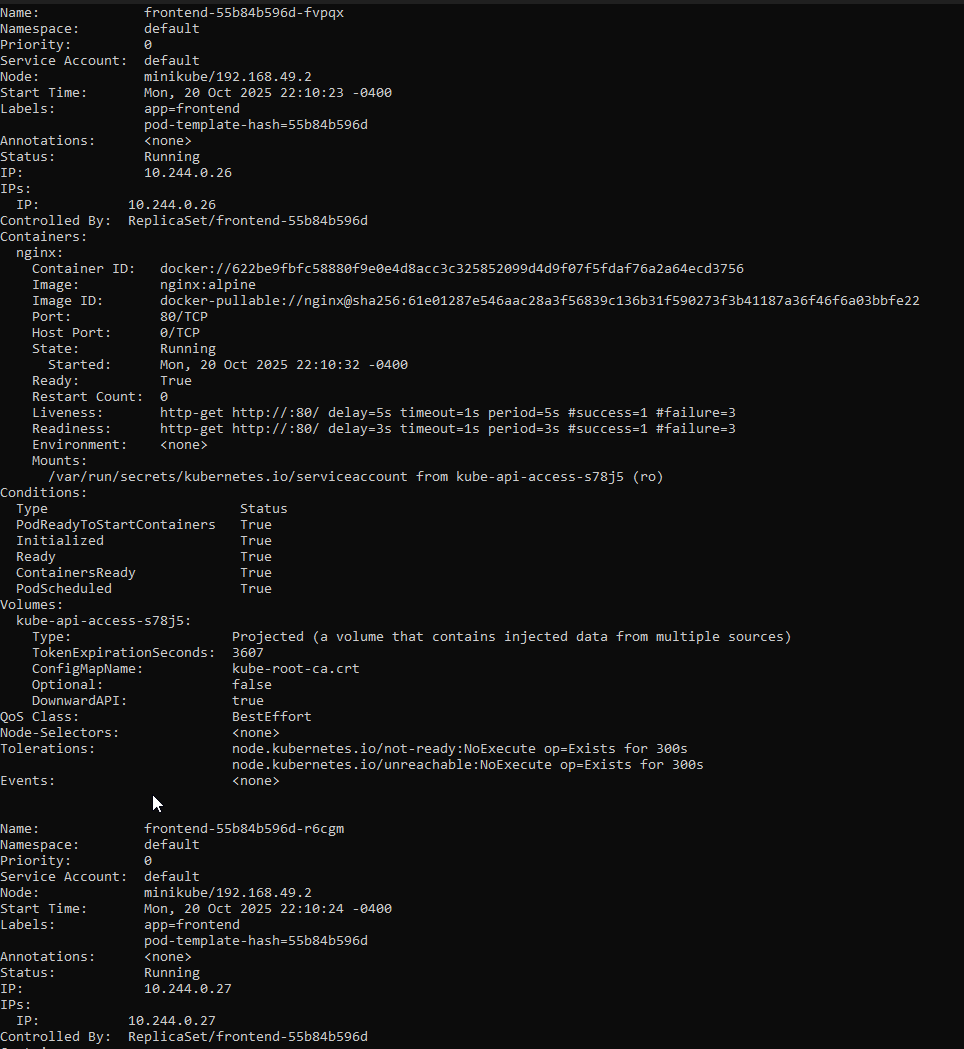 Name:             frontend-55b84b596d-fvpqx
Namespace:        default
Priority:         0
Service Account:  default
Node:             minikube/192.168.49.2
Start Time:       Mon, 20 Oct 2025 22:10:23 -0400
Labels:           app=frontend
                  pod-template-hash=55b84b596d
Annotations:      <none>
Status:           Running
IP:               10.244.0.26
IPs:
  IP:           10.244.0.26
Controlled By:  ReplicaSet/frontend-55b84b596d
Containers:
  nginx:
    Container ID:   docker://622be9fbfc58880f9e0e4d8acc3c325852099d4d9f07f5fdaf76a2a64ecd3756
    Image:          nginx:alpine
    Image ID:       docker-pullable://nginx@sha256:61e01287e546aac28a3f56839c136b31f590273f3b41187a36f46f6a03bbfe22
    Port:           80/TCP
    Host Port:      0/TCP
    State:          Running
      Started:      Mon, 20 Oct 2025 22:10:32 -0400
    Ready:          True
    Restart Count:  0
    Liveness:       http-get http://:80/ delay=5s timeout=1s period=5s #success=1 #failure=3
    Readiness:      http-get http://:80/ delay=3s timeout=1s period=3s #success=1 #failure=3
    Environment:    <none>
    Mounts:
      /var/run/secrets/kubernetes.io/serviceaccount from kube-api-access-s78j5 (ro)
Conditions:
  Type                        Status
  PodReadyToStartContainers   True
  Initialized                 True
  Ready                       True
  ContainersReady             True
  PodScheduled                True
Volumes:
  kube-api-access-s78j5:
    Type:                    Projected (a volume that contains injected data from multiple sources)
    TokenExpirationSeconds:  3607
    ConfigMapName:           kube-root-ca.crt
    Optional:                false
    DownwardAPI:             true
QoS Class:                   BestEffort
Node-Selectors:              <none>
Tolerations:                 node.kubernetes.io/not-ready:NoExecute op=Exists for 300s
                             node.kubernetes.io/unreachable:NoExecute op=Exists for 300s
Events:                      <none>
Name:             frontend-55b84b596d-r6cgm
Namespace:        default
Priority:         0
Service Account:  default
Node:             minikube/192.168.49.2
Start Time:       Mon, 20 Oct 2025 22:10:24 -0400
Labels:           app=frontend
                  pod-template-hash=55b84b596d
Annotations:      <none>
Status:           Running
IP:               10.244.0.27
IPs:
  IP:           10.244.0.27
Controlled By:  ReplicaSet/frontend-55b84b596d